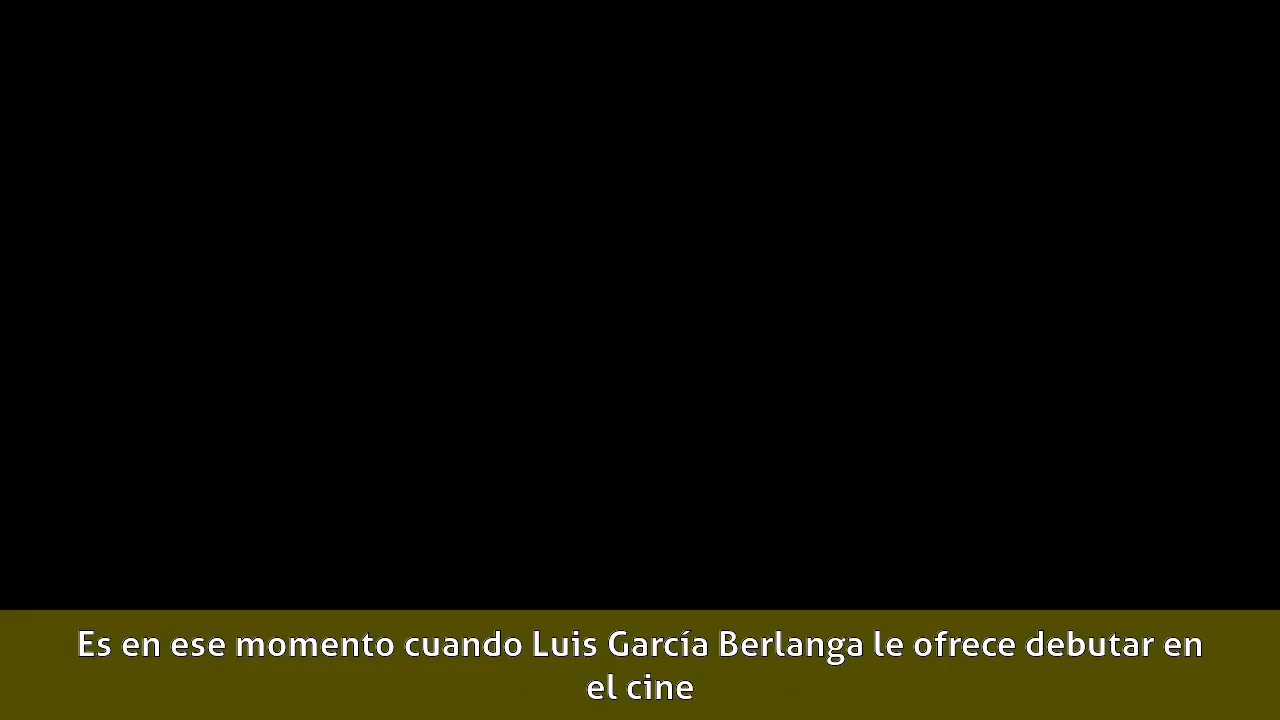 Es en ese momento cuando Luis García Berlanga le ofrece debutar en
el cine